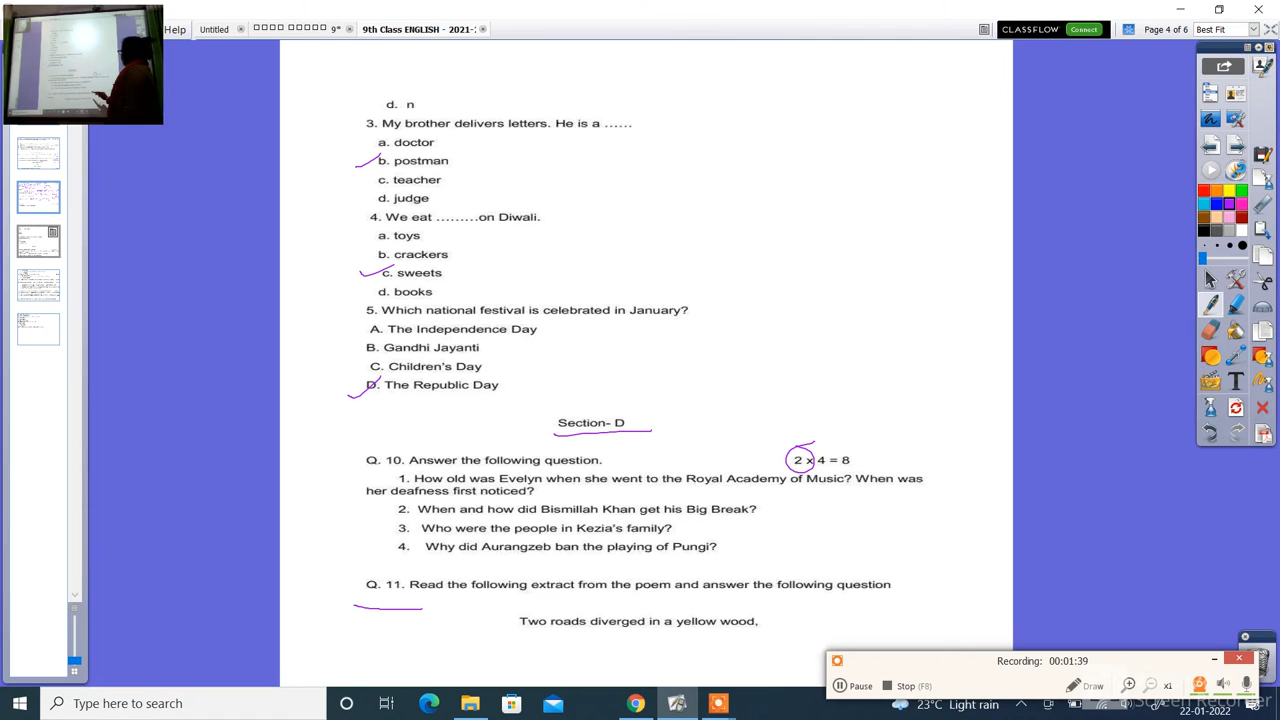 Help
Untitled
9th Class ENGLISH - 2021-
CLASSFLOW
Connect
Page 4 of 6
Best Fit
d. n
3. My brother delivers letters. He is a ……
a. doctor
b. postman
c. teacher
d. judge
4. We eat ………on Diwali.
a. toys
b. crackers
c. sweets
d. books
5. Which national festival is celebrated in January?
A. The Independence Day
B. Gandhi Jayanti
C. Children's Day
D. The Republic Day
Section- D
Q. 10. Answer the following question.
2 x 4 = 8
1. How old was Evelyn when she went to the Royal Academy of Music? When was
her deafness first noticed?
2. When and how did Bismillah Khan get his Big Break?
3. Who were the people in Kezia's family?
4. Why did Aurangzeb ban the playing of Pungi?
Q. 11. Read the following extract from the poem and answer the following question
Two roads diverged in a yellow wood,
Recording: 00:01:39
Pause
Stop (F8)
x1
Draw
Type here to search
23°C Light rain
22-01-2022
Screen Recorder